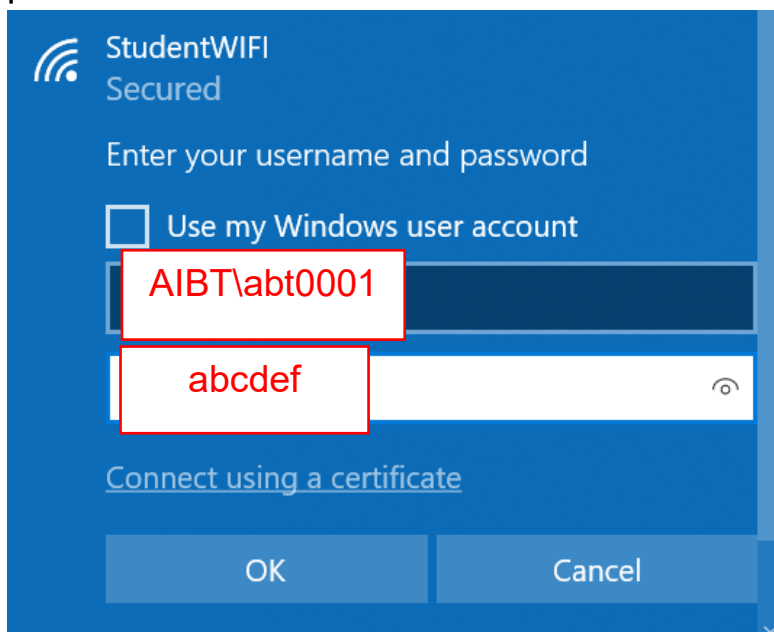 StudentWIFI
Secured
Enter your username and password
Use my Windows user account
AIBT\abt0001
abcdef
Connect using a certificate
OK
Cancel